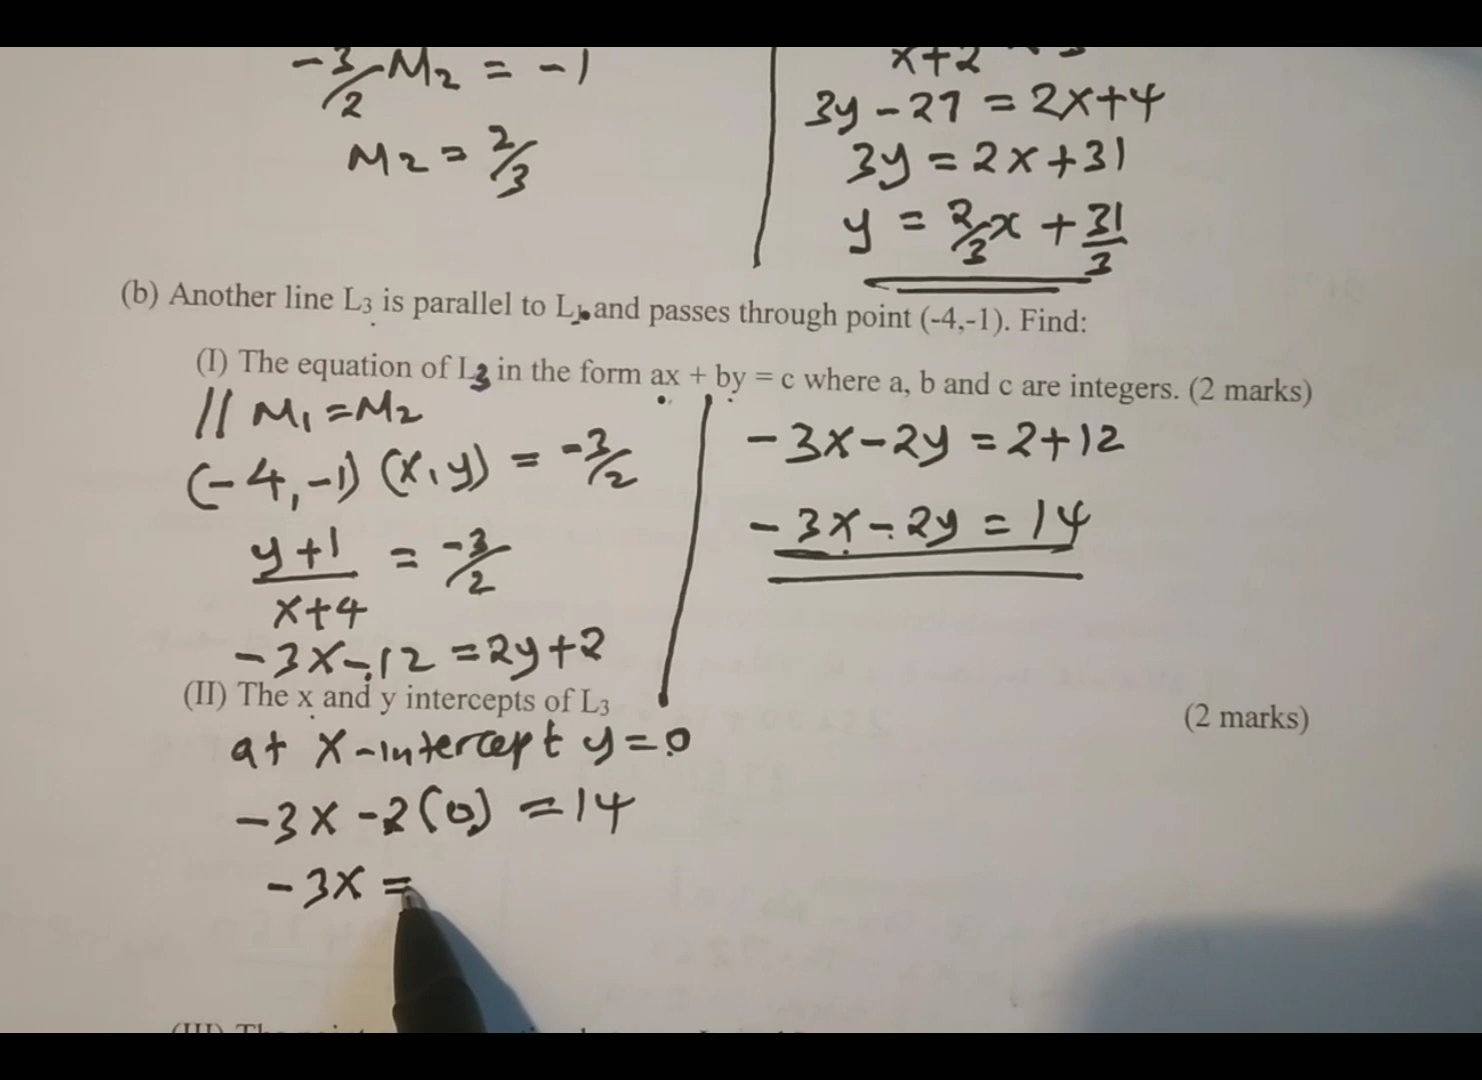 -3/2 M2 = -1
M2 = 2/3
x+2
3y - 27 = 2x+4
3y = 2x+31
y = 2/3x + 31/3
(b) Another line L3 is parallel to L1 and passes through point (-4,-1). Find:
(I) The equation of L3 in the form ax + by = c where a, b and c are integers. (2 marks)
// M1 = M2
(-4,-1) (x,y) = -3/2
y+1/x+4 = -3/2
-3x-12 = 2y+2
-3x-2y = 2+12
-3x-2y = 14
(II) The x and y intercepts of L3 (2 marks)
at x-intercept y=0
-3x -2(0) = 14
-3x =